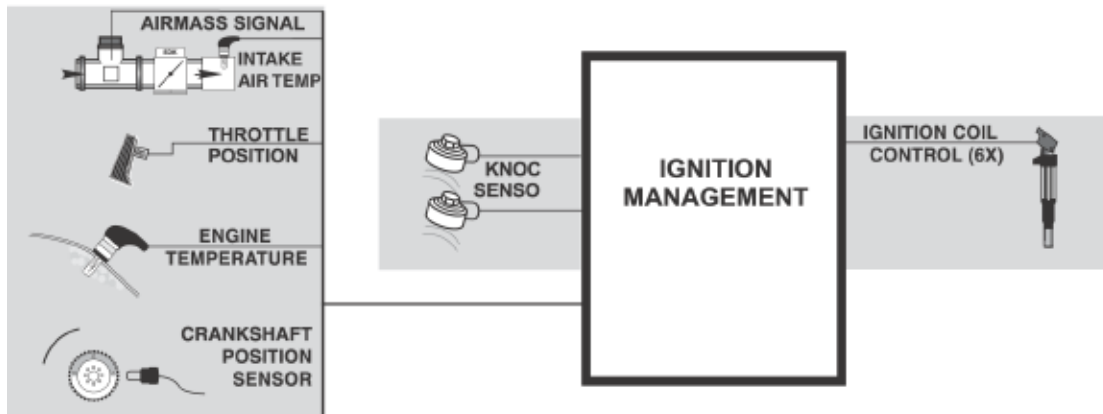 AIRMASS SIGNAL
INTAKE
AIR TEMP
THROTTLE
POSITION
ENGINE
TEMPERATURE
CRANKSHAFT
POSITION
SENSOR
KNOC
SENSO
IGNITION
MANAGEMENT
IGNITION COIL
CONTROL (6X)